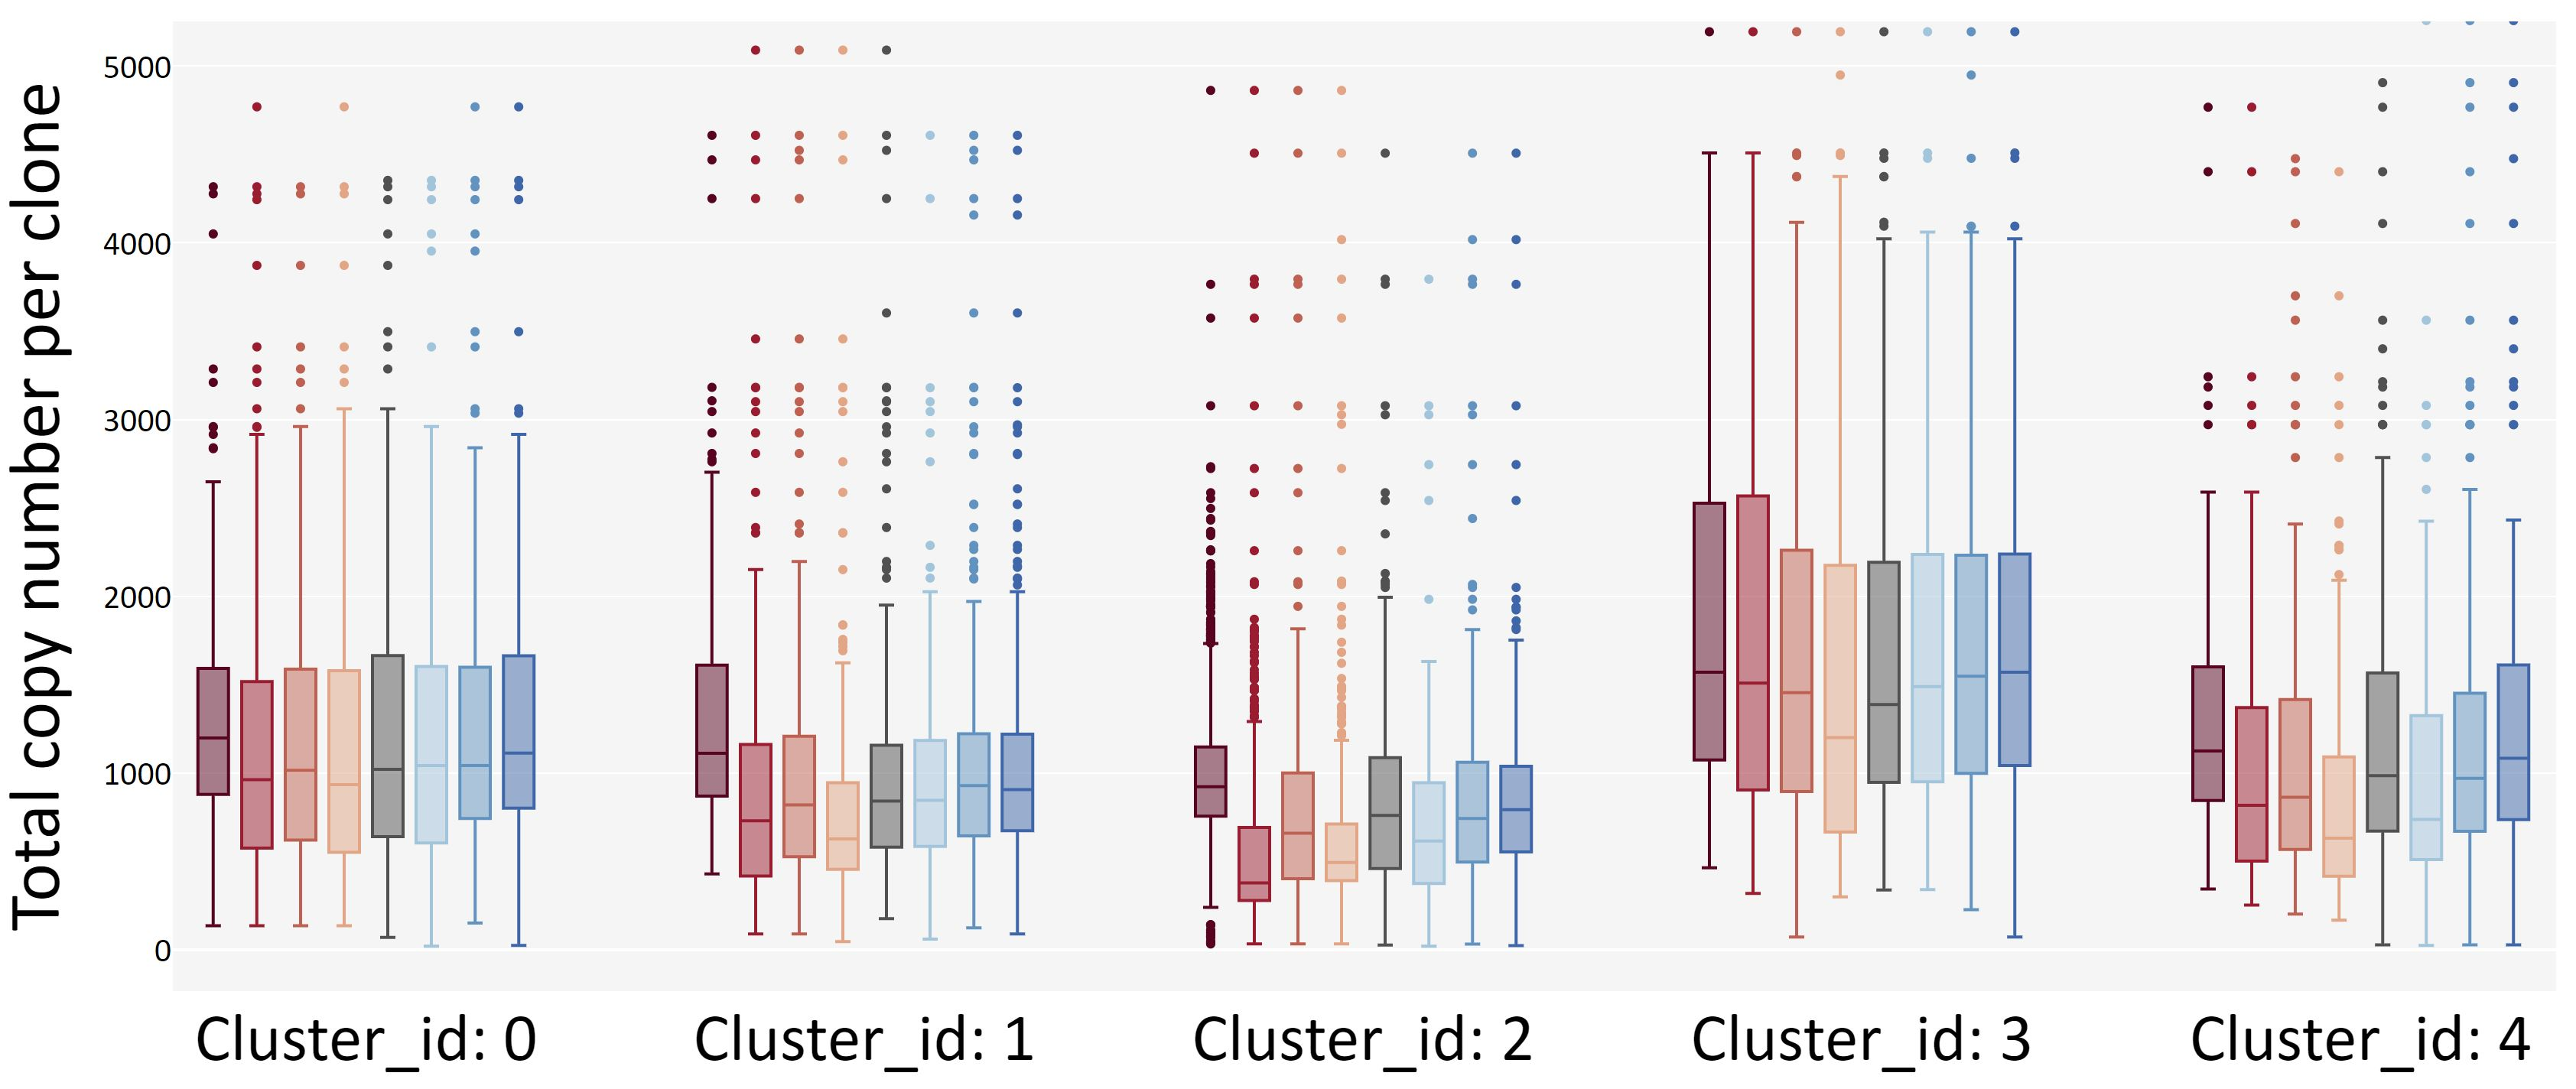 Total copy number per clone
5000
4000
3000
2000
1000
0
Cluster_id: 0
Cluster_id: 1
Cluster_id: 2
Cluster_id: 3
Cluster_id: 4